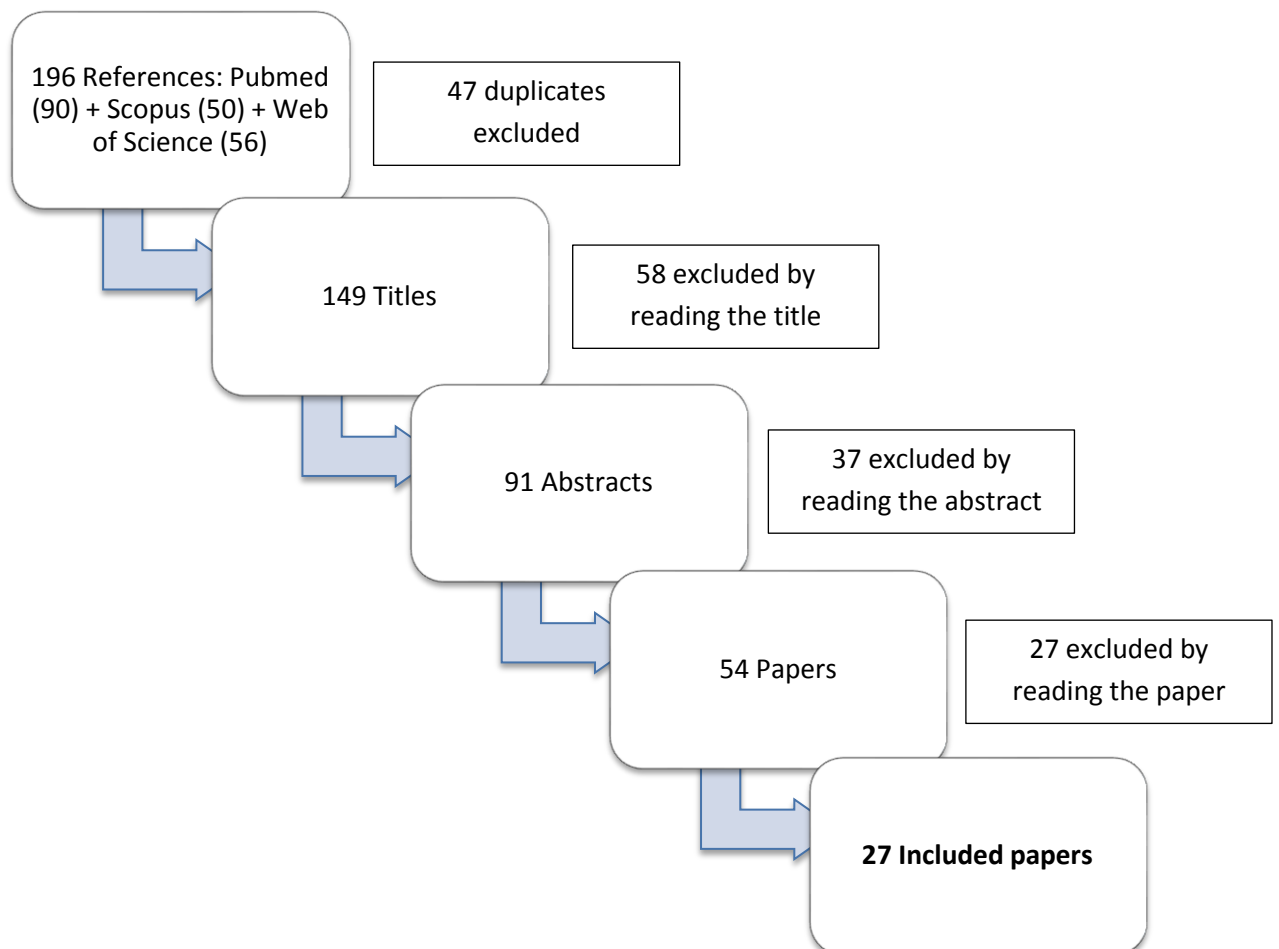 196 References: Pubmed
(90) + Scopus (50) + Web
of Science (56)
47 duplicates
excluded
149 Titles
58 excluded by
reading the title
91 Abstracts
37 excluded by
reading the abstract
54 Papers
27 excluded by
reading the paper
27 Included papers